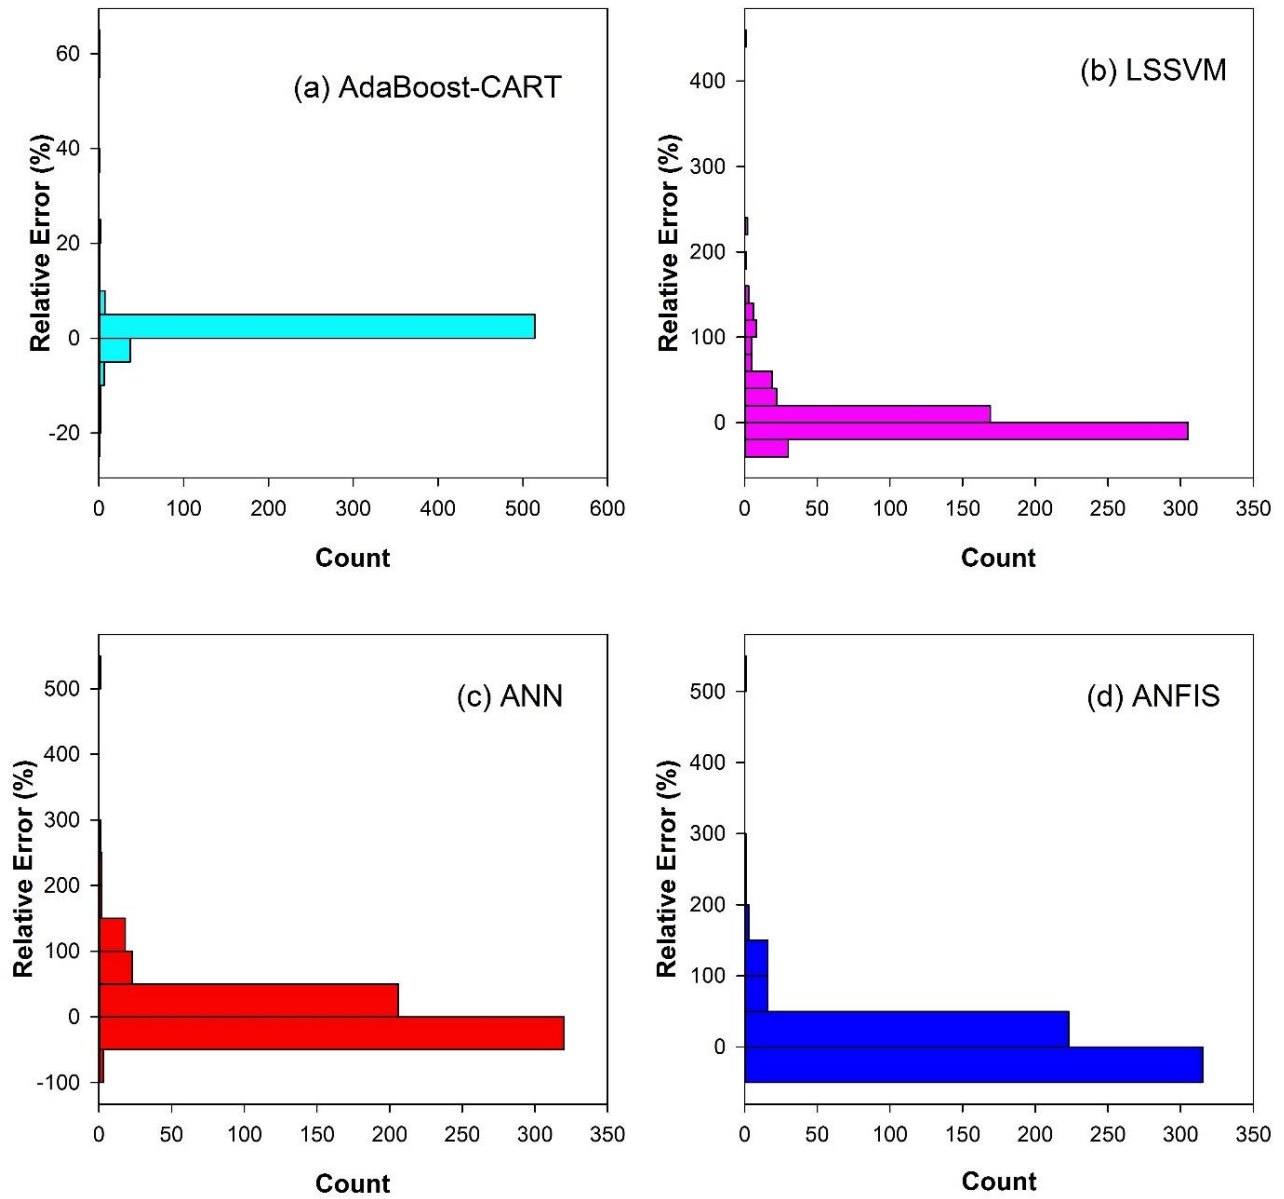 (a) AdaBoost-CART
Relative Error (%)
60
40
20
0
-20
0 100 200 300 400 500 600
Count
(b) LSSVM
Relative Error (%)
400
300
200
100
0
0 50 100 150 200 250 300 350
Count
(c) ANN
Relative Error (%)
500
400
300
200
100
0
-100
0 50 100 150 200 250 300 350
Count
(d) ANFIS
Relative Error (%)
500
400
300
200
100
0
0 50 100 150 200 250 300 350
Count